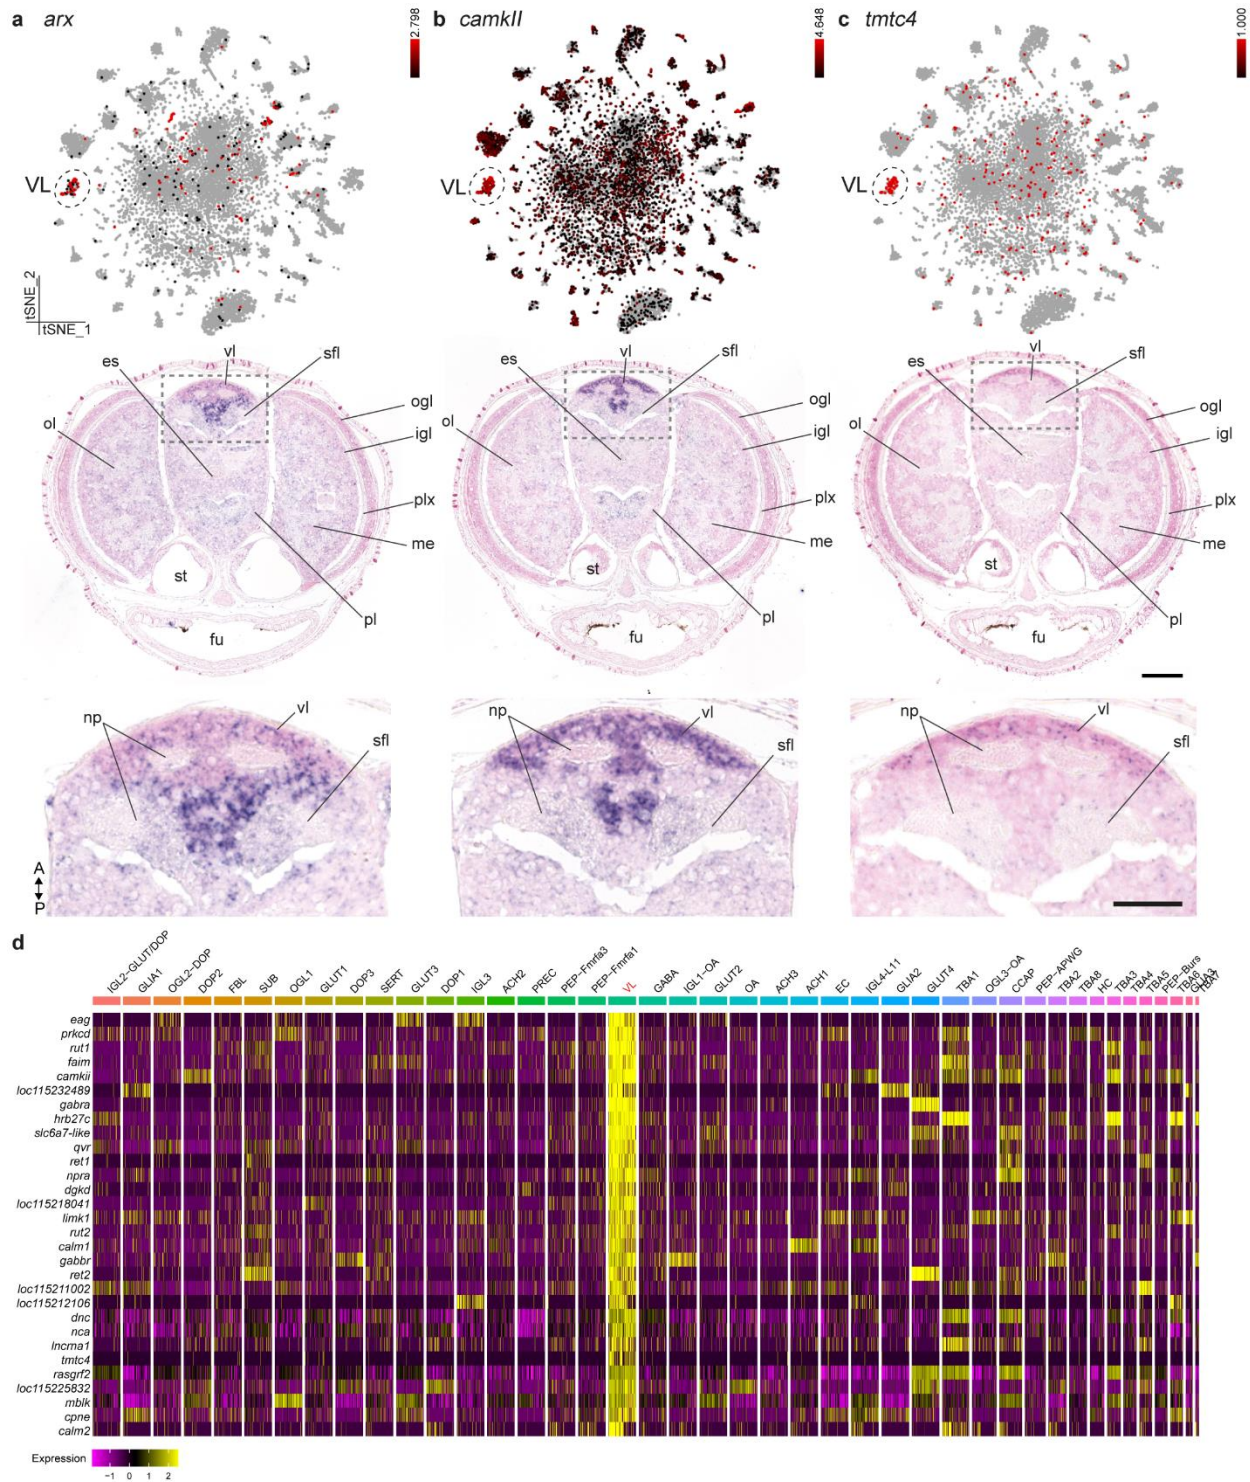 a arx
2.798
b camkII
4.648
c tmtc4
1.000
VL
VL
VL
tSNE_2
tSNE_1
es
vl
sfl
ogl
igl
plx
me
pl
ol
st
fu
es
vl
sfl
ogl
igl
plx
me
pl
ol
st
fu
es
vl
sfl
ogl
igl
plx
me
pl
ol
st
fu
np
vl
sfl
A
P
np
vl
sfl
np
vl
sfl
d
IGL2-GLUT/DOP
GLIA1
OGL2-DOP
DOP2
FBL
SUB
OGL1
GLUT1
DOP3
SERT
GLUT3
DOP1
IGL3
ACH2
PREC
PEP-Fmrfa3
PEP-Fmrfa1
VL
GABA
IGL1-OA
GLUT2
OA
ACH3
ACH1
EC
IGL4-L11
GLIA2
GLUT4
TBA1
OGL3-OA
CCAP
PEP-APWG
TBA2
TBA8
HC
TBA3
TBA4
TBA5
PEP-Burs
TBA6
GLIA3
TBA7
eag
prkcd
rut1
faim
camkii
loc115232489
gabra
hrb27c
slc6a7-like
qvr
ret1
npra
dgkd
loc115218041
limk1
rut2
calm1
gabbr
ret2
loc115211002
loc115212106
dnc
nca
lncrna1
tmtc4
rasgrf2
loc115225832
mblk
cpne
calm2
Expression
−1 0 1 2